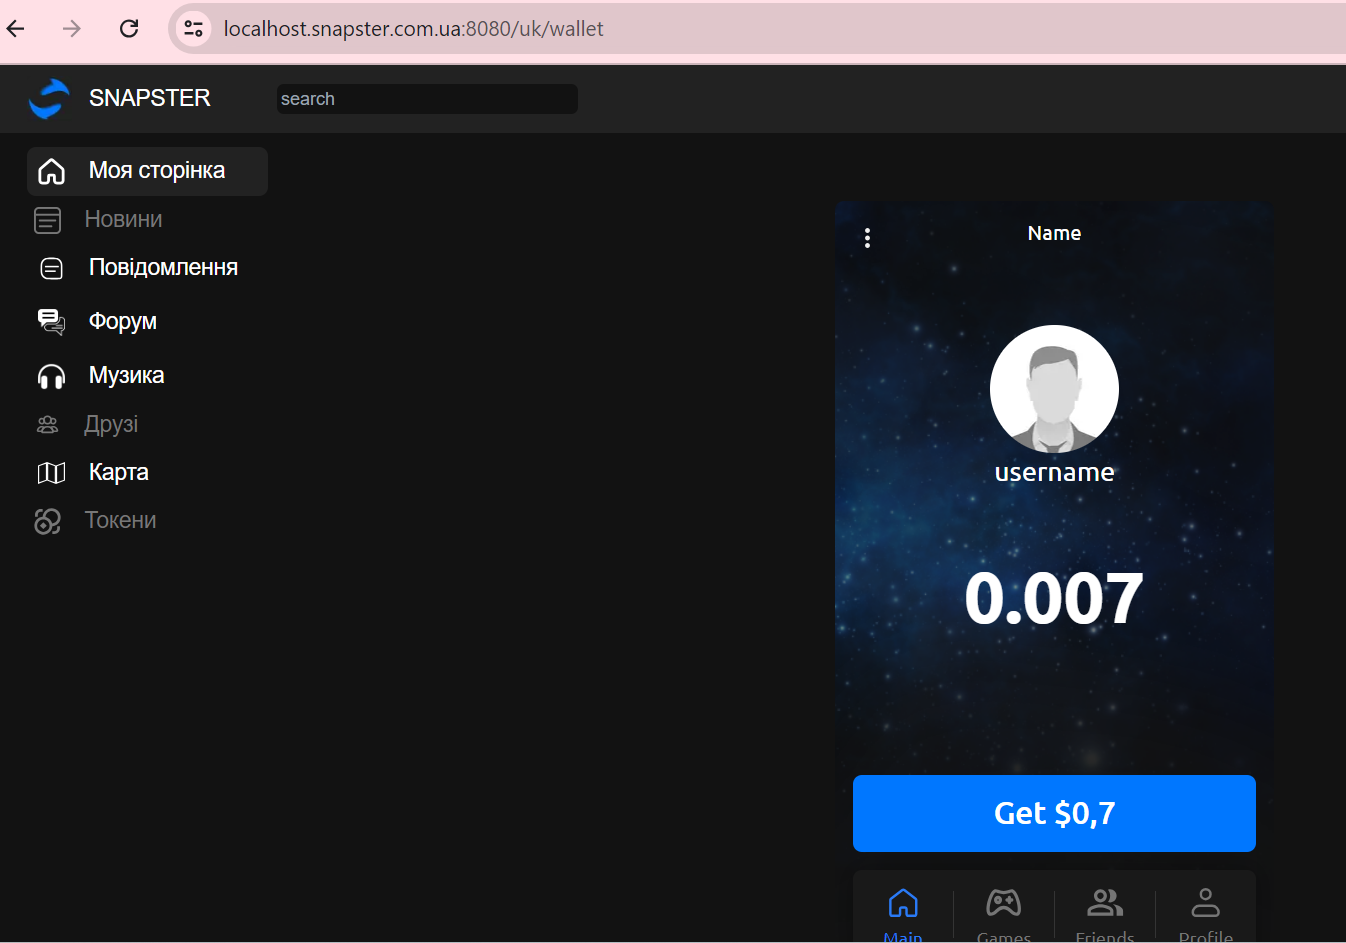 localhost.snapster.com.ua:8080/uk/wallet
SNAPSTER
search
Моя сторінка
Новини
Повідомлення
Форум
Музика
Друзі
Карта
Токени
Name
username
0.007
Get $0,7
Main Games Friends Profile